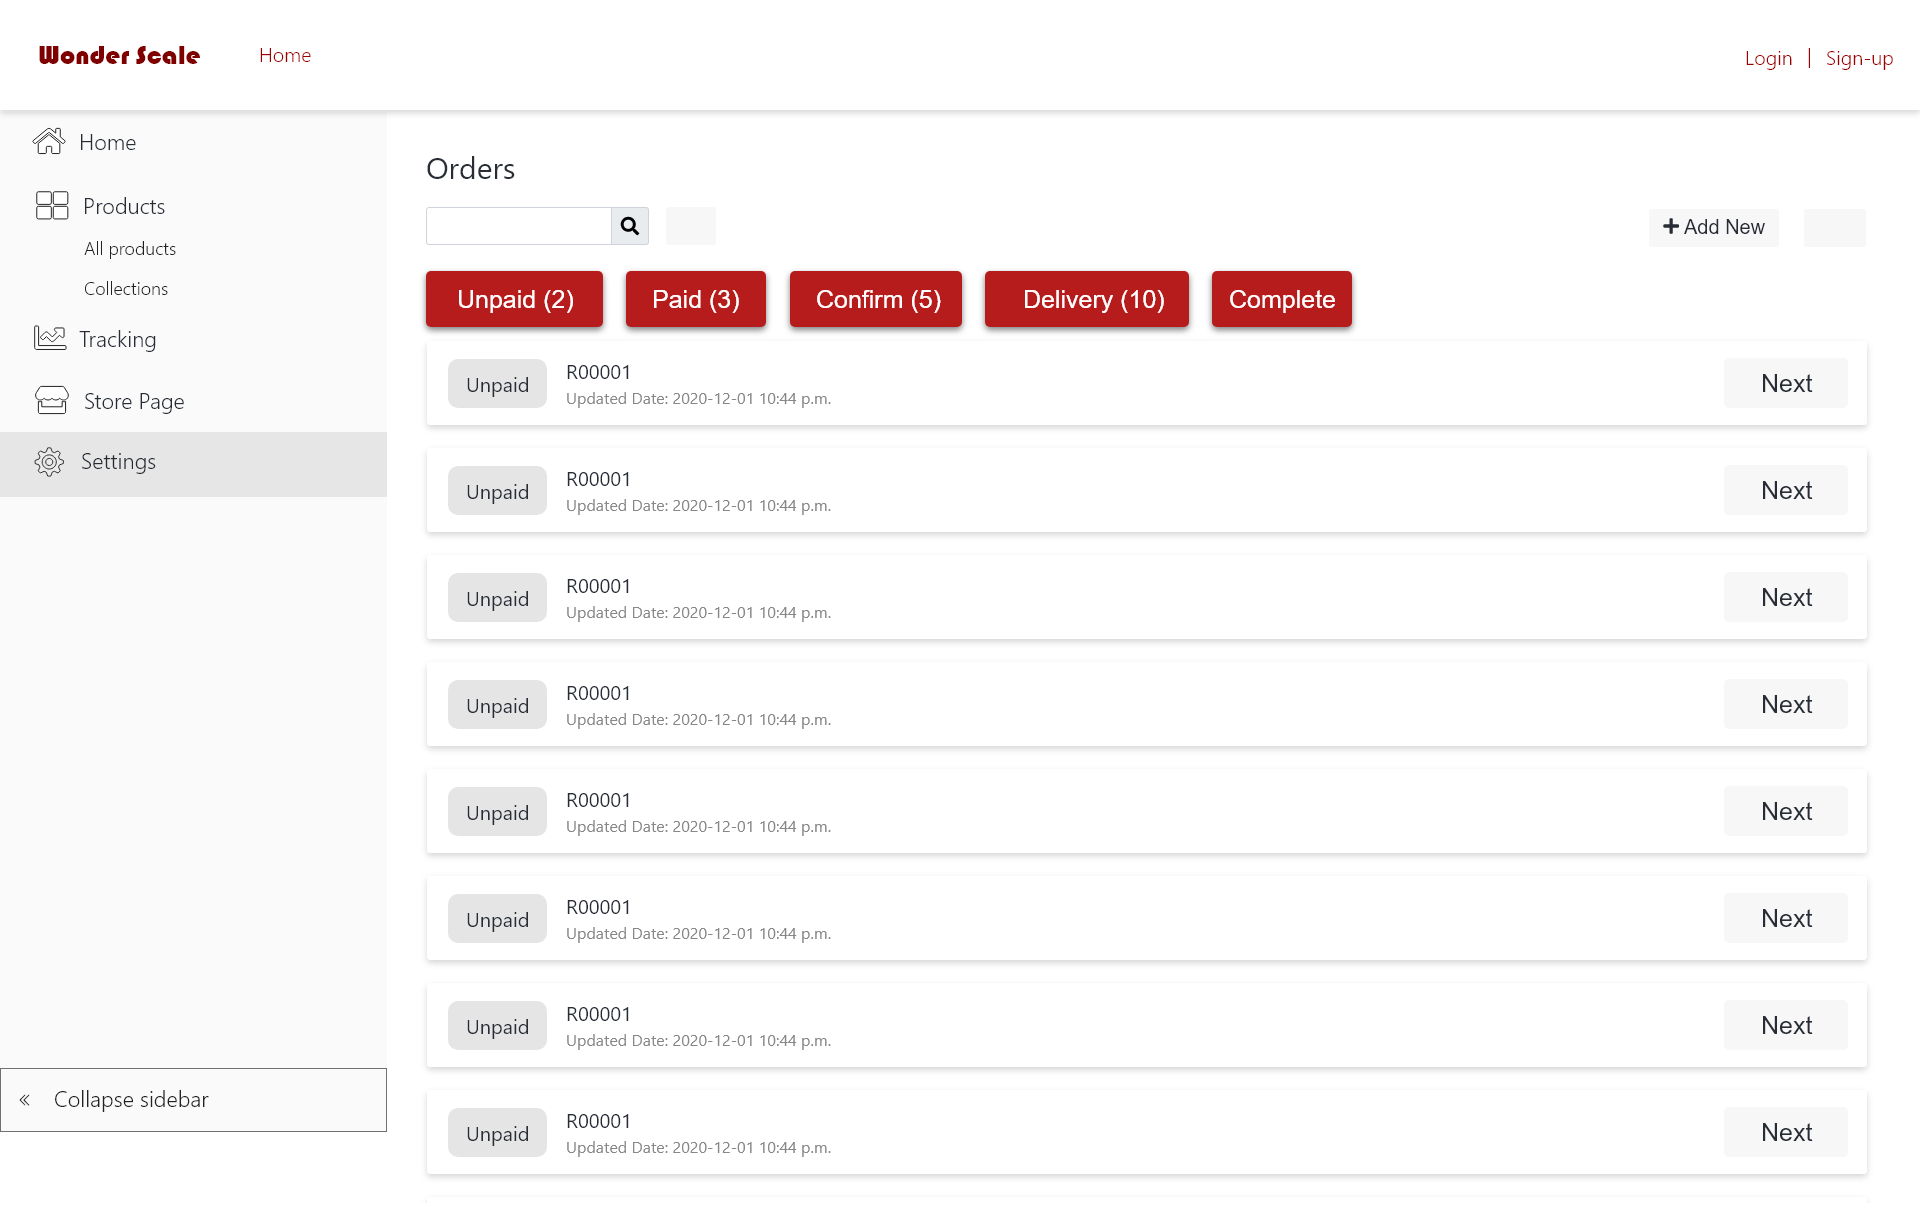 Wonder Scale
Home
Login | Sign-up
Home
Products
All products
Collections
Tracking
Store Page
Settings
« Collapse sidebar
Orders
+ Add New
Unpaid (2)
Paid (3)
Confirm (5)
Delivery (10)
Complete
Unpaid
R00001
Updated Date: 2020-12-01 10:44 p.m.
Next
Unpaid
R00001
Updated Date: 2020-12-01 10:44 p.m.
Next
Unpaid
R00001
Updated Date: 2020-12-01 10:44 p.m.
Next
Unpaid
R00001
Updated Date: 2020-12-01 10:44 p.m.
Next
Unpaid
R00001
Updated Date: 2020-12-01 10:44 p.m.
Next
Unpaid
R00001
Updated Date: 2020-12-01 10:44 p.m.
Next
Unpaid
R00001
Updated Date: 2020-12-01 10:44 p.m.
Next
Unpaid
R00001
Updated Date: 2020-12-01 10:44 p.m.
Next